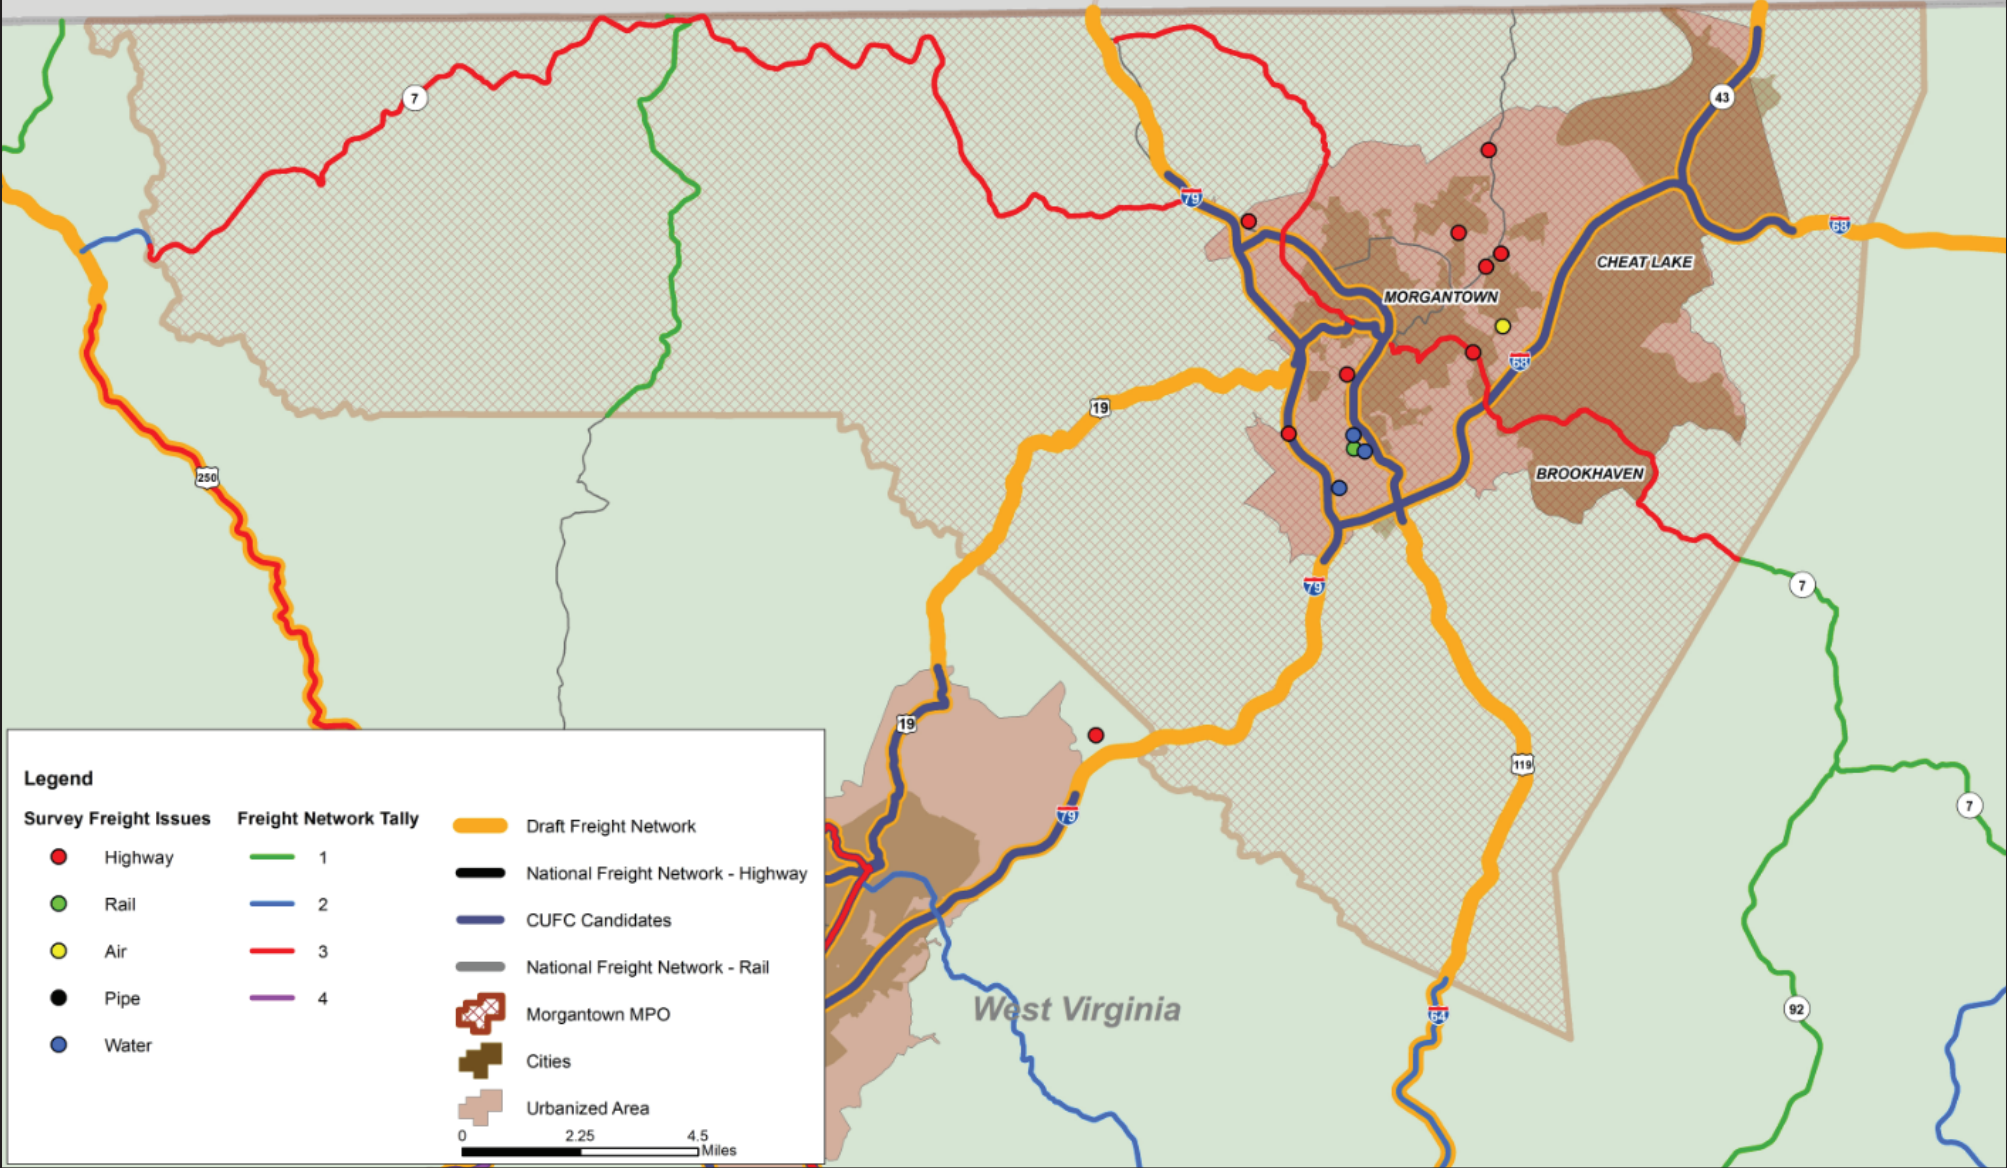 7
43
79
68
CHEAT LAKE
MORGANTOWN
68
19
250
BROOKHAVEN
79
7
19
119
79
7
West Virginia
64
92
Legend
Survey Freight Issues
Highway
Rail
Air
Pipe
Water
Freight Network Tally
1
2
3
4
Draft Freight Network
National Freight Network - Highway
CUFC Candidates
National Freight Network - Rail
Morgantown MPO
Cities
Urbanized Area
0 2.25 4.5
Miles